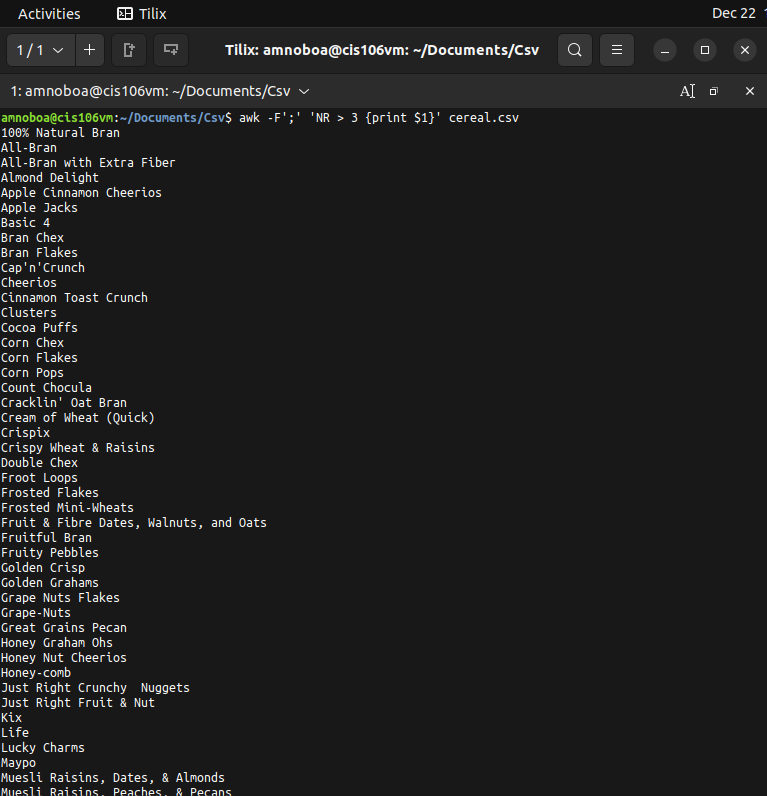 Activities Tilix Dec 22
1 / 1 Tilix: amnoboa@cis106vm: ~/Documents/Csv
1: amnoboa@cis106vm: ~/Documents/Csv
amnoboa@cis106vm:~/Documents/Csv$ awk -F';' 'NR > 3 {print $1}' cereal.csv
100% Natural Bran
All-Bran
All-Bran with Extra Fiber
Almond Delight
Apple Cinnamon Cheerios
Apple Jacks
Basic 4
Bran Chex
Bran Flakes
Cap'n'Crunch
Cheerios
Cinnamon Toast Crunch
Clusters
Cocoa Puffs
Corn Chex
Corn Flakes
Corn Pops
Count Chocula
Cracklin' Oat Bran
Cream of Wheat (Quick)
Crispix
Crispy Wheat & Raisins
Double Chex
Froot Loops
Frosted Flakes
Frosted Mini-Wheats
Fruit & Fibre Dates, Walnuts, and Oats
Fruitful Bran
Fruity Pebbles
Golden Crisp
Golden Grahams
Grape Nuts Flakes
Grape-Nuts
Great Grains Pecan
Honey Graham Ohs
Honey Nut Cheerios
Honey-comb
Just Right Crunchy  Nuggets
Just Right Fruit & Nut
Kix
Life
Lucky Charms
Maypo
Muesli Raisins, Dates, & Almonds
Muesli Raisins, Peaches, & Pecans